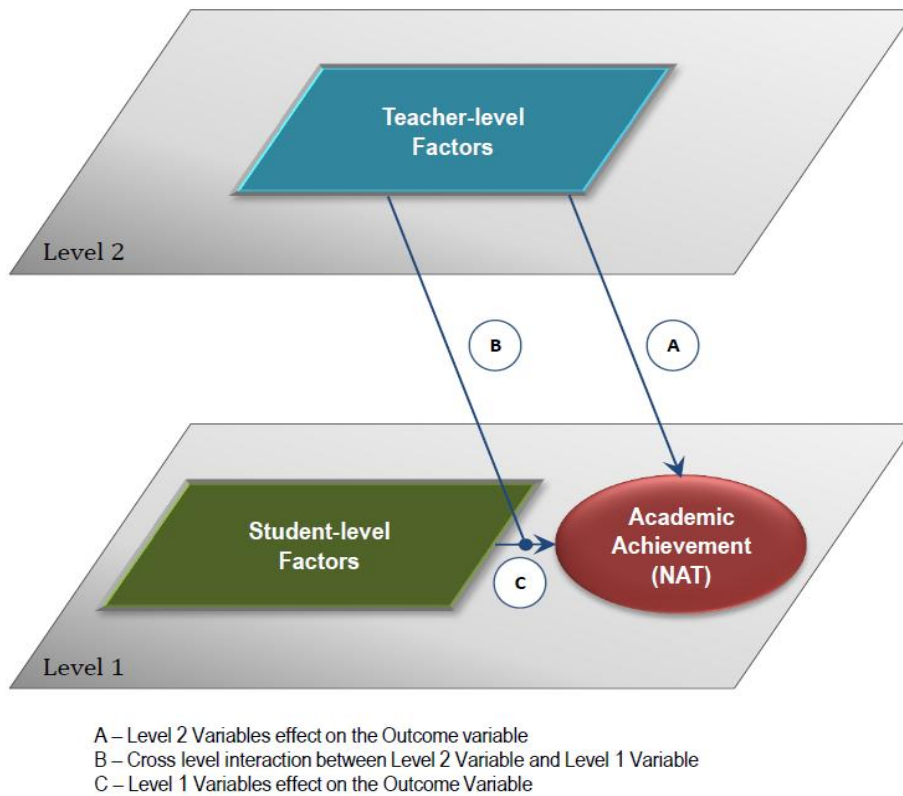 Teacher-level
Factors
Level 2
B
A
Student-level
Factors
Academic
Achievement
(NAT)
C
Level 1
A – Level 2 Variables effect on the Outcome variable
B – Cross level interaction between Level 2 Variable and Level 1 Variable
C – Level 1 Variables effect on the Outcome Variable